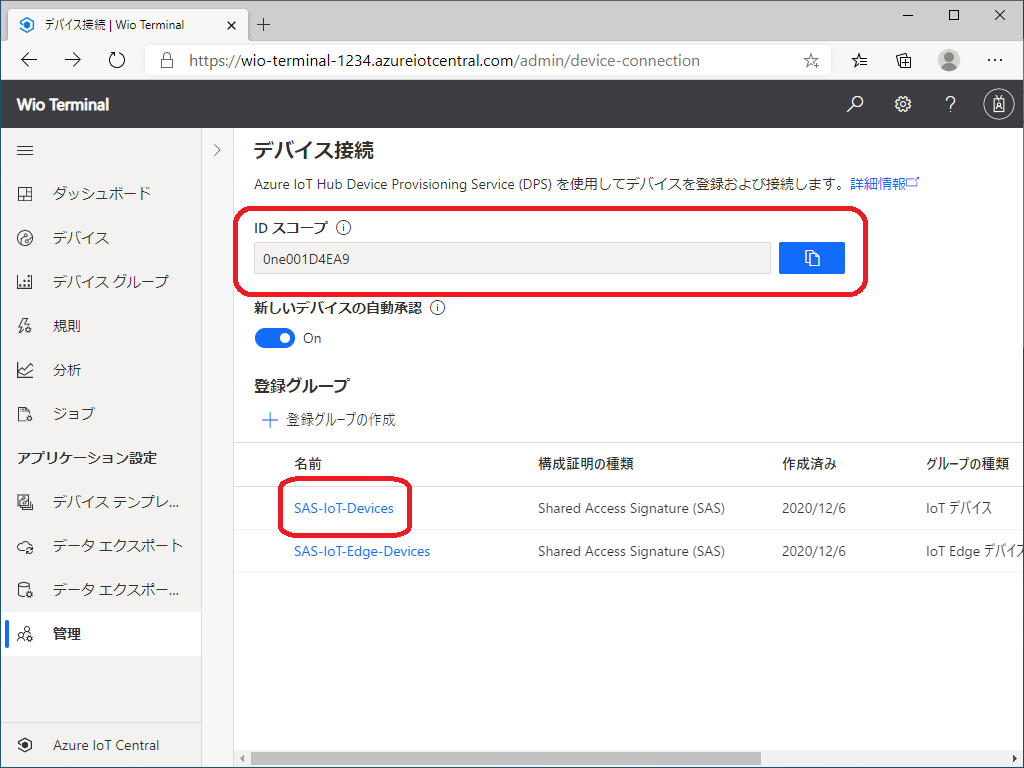 デバイス接続 | Wio Terminal
https://wio-terminal-1234.azureiotcentral.com/admin/device-connection
Wio Terminal
ダッシュボード
デバイス
デバイス グループ
規則
分析
ジョブ
アプリケーション設定
デバイス テンプレ...
データ エクスポート
データ エクスポー...
管理
Azure IoT Central
デバイス接続
Azure IoT Hub Device Provisioning Service (DPS) を使用してデバイスを登録および接続します。詳細情報
ID スコープ
0ne001D4EA9
新しいデバイスの自動承認
On
登録グループ
登録グループの作成
名前 構成証明の種類 作成済み グループの種類
SAS-IoT-Devices Shared Access Signature (SAS) 2020/12/6 IoT デバイス
SAS-IoT-Edge-Devices Shared Access Signature (SAS) 2020/12/6 IoT Edge デバイス